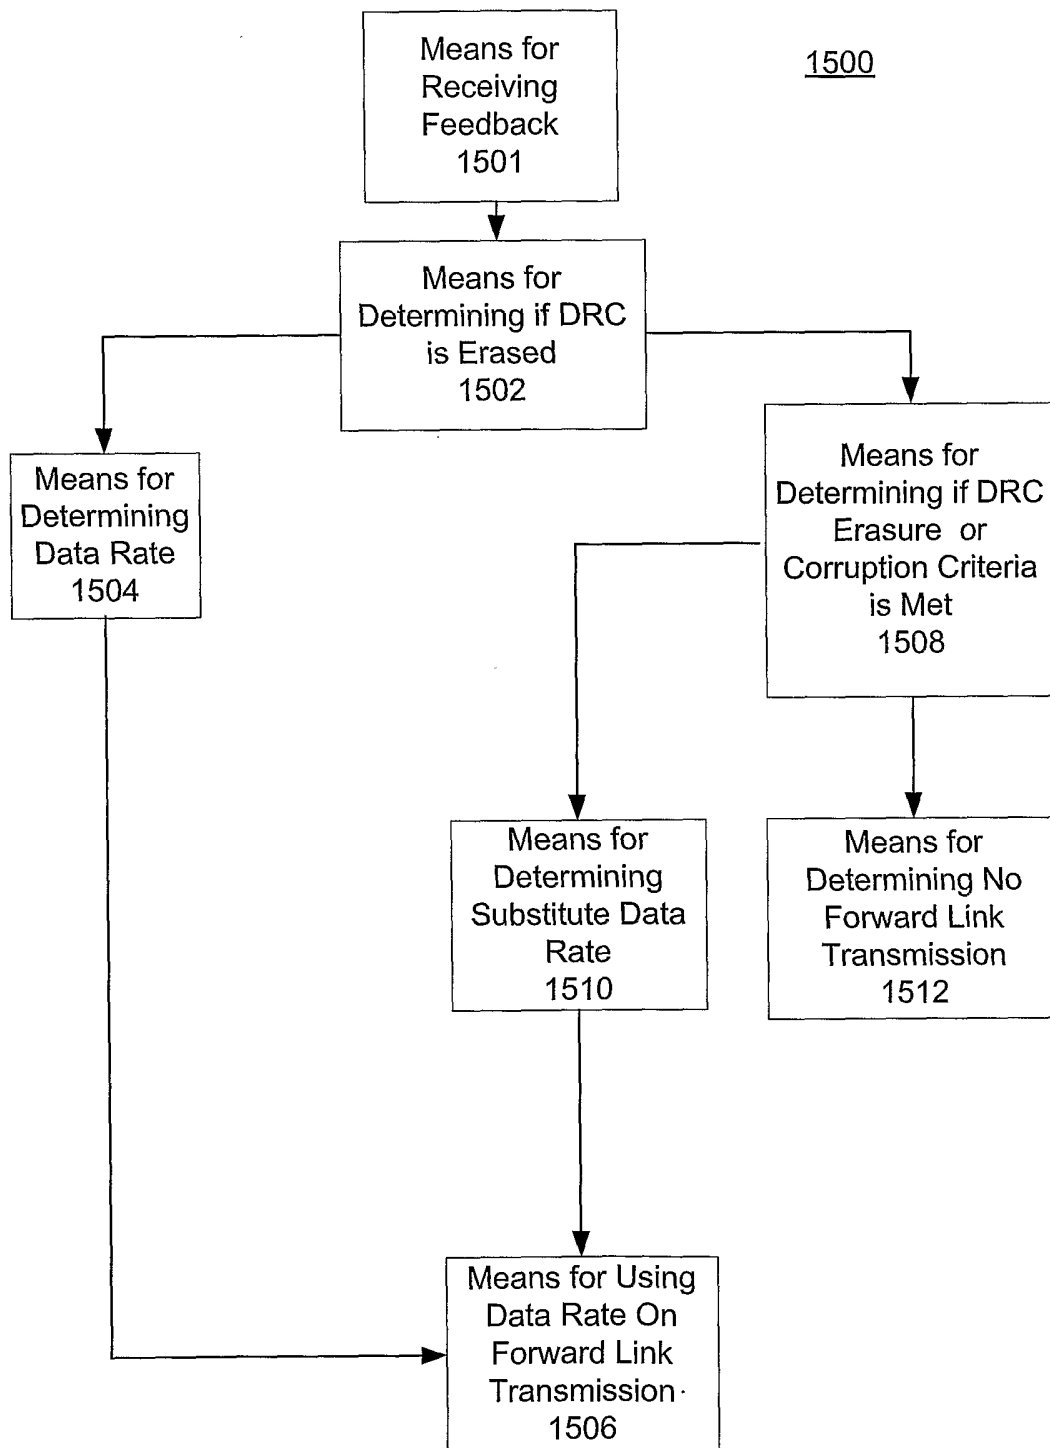 1500
Means for
Receiving
Feedback
1501
Means for
Determining if DRC
is Erased
1502
Means for
Determining
Data Rate
1504
Means for
Determining if DRC
Erasure or
Corruption Criteria
is Met
1508
Means for
Determining
Substitute Data
Rate
1510
Means for
Determining No
Forward Link
Transmission
1512
Means for Using
Data Rate On
Forward Link
Transmission
1506